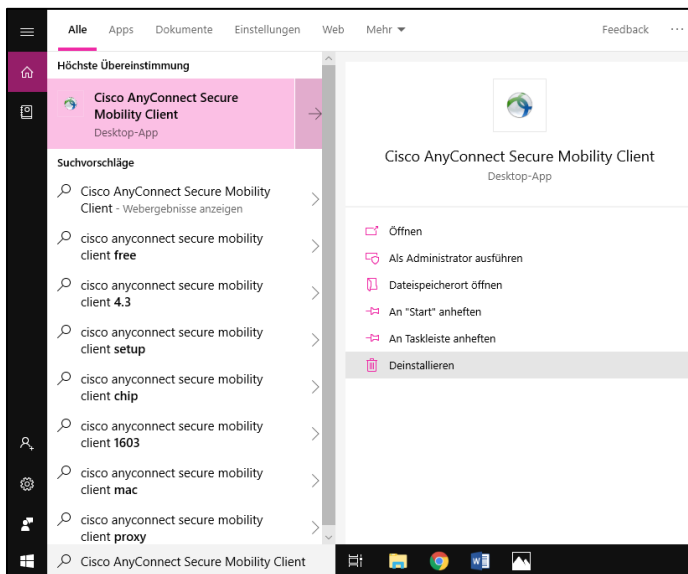 Alle Apps Dokumente Einstellungen Web Mehr Feedback ...
Höchste Übereinstimmung
Cisco AnyConnect Secure
Mobility Client
Desktop-App
Suchvorschläge
Cisco AnyConnect Secure Mobility
Client - Webergebnisse anzeigen
cisco anyconnect secure mobility
client free
cisco anyconnect secure mobility
client 4.3
cisco anyconnect secure mobility
client setup
cisco anyconnect secure mobility
client chip
cisco anyconnect secure mobility
client 1603
cisco anyconnect secure mobility
client mac
cisco anyconnect secure mobility
client proxy
Cisco AnyConnect Secure Mobility Client
Cisco AnyConnect Secure Mobility Client
Desktop-App
Öffnen
Als Administrator ausführen
Dateispeicherort öffnen
An "Start" anheften
An Taskleiste anheften
Deinstallieren